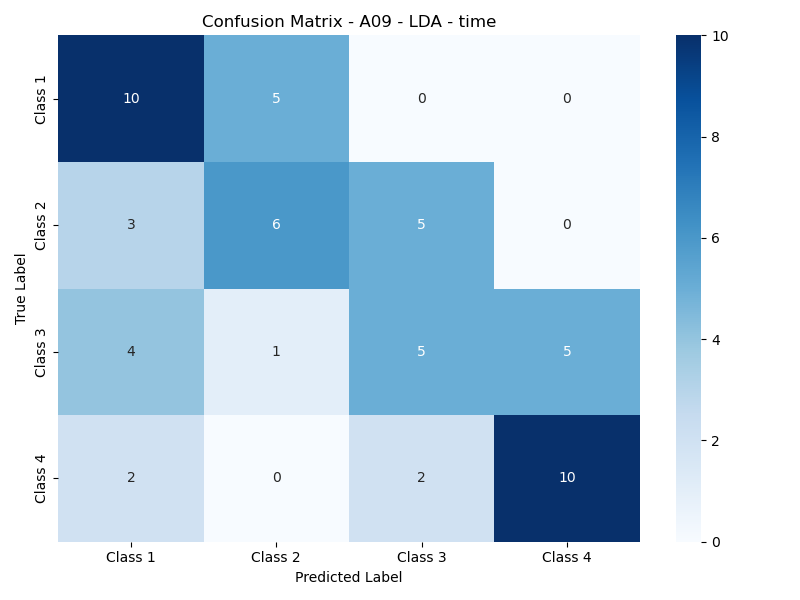 Confusion Matrix - A09 - LDA - time
True Label
Class 1
10 5 0 0
Class 2
3 6 5 0
Class 3
4 1 5 5
Class 4
2 0 2 10
Class 1 Class 2 Class 3 Class 4
Predicted Label
10
8
6
4
2
0